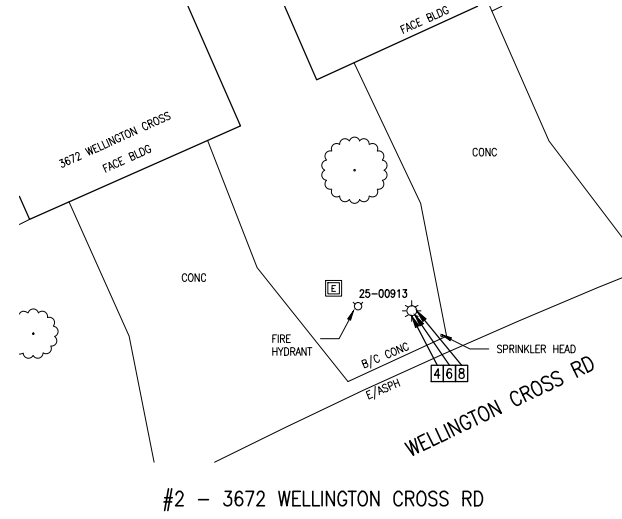 FACE BLDG
3672 WELLINGTON CROSS
FACE BLDG
CONC
CONC
E
25-00913
FIRE
HYDRANT
B/C CONC
SPRINKLER HEAD
E/ASPH
4 6 8
WELLINGTON CROSS RD
#2 - 3672 WELLINGTON CROSS RD